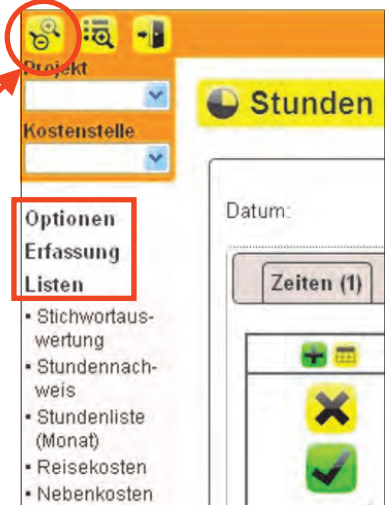 Projekt
Kostenstelle
Stunden
Optionen
Erfassung
Listen
▪ Stichwortaus-
wertung
▪ Stundennach-
weis
▪ Stundenliste
(Monat)
▪ Reisekosten
▪ Nebenkosten
Datum:
Zeiten (1)